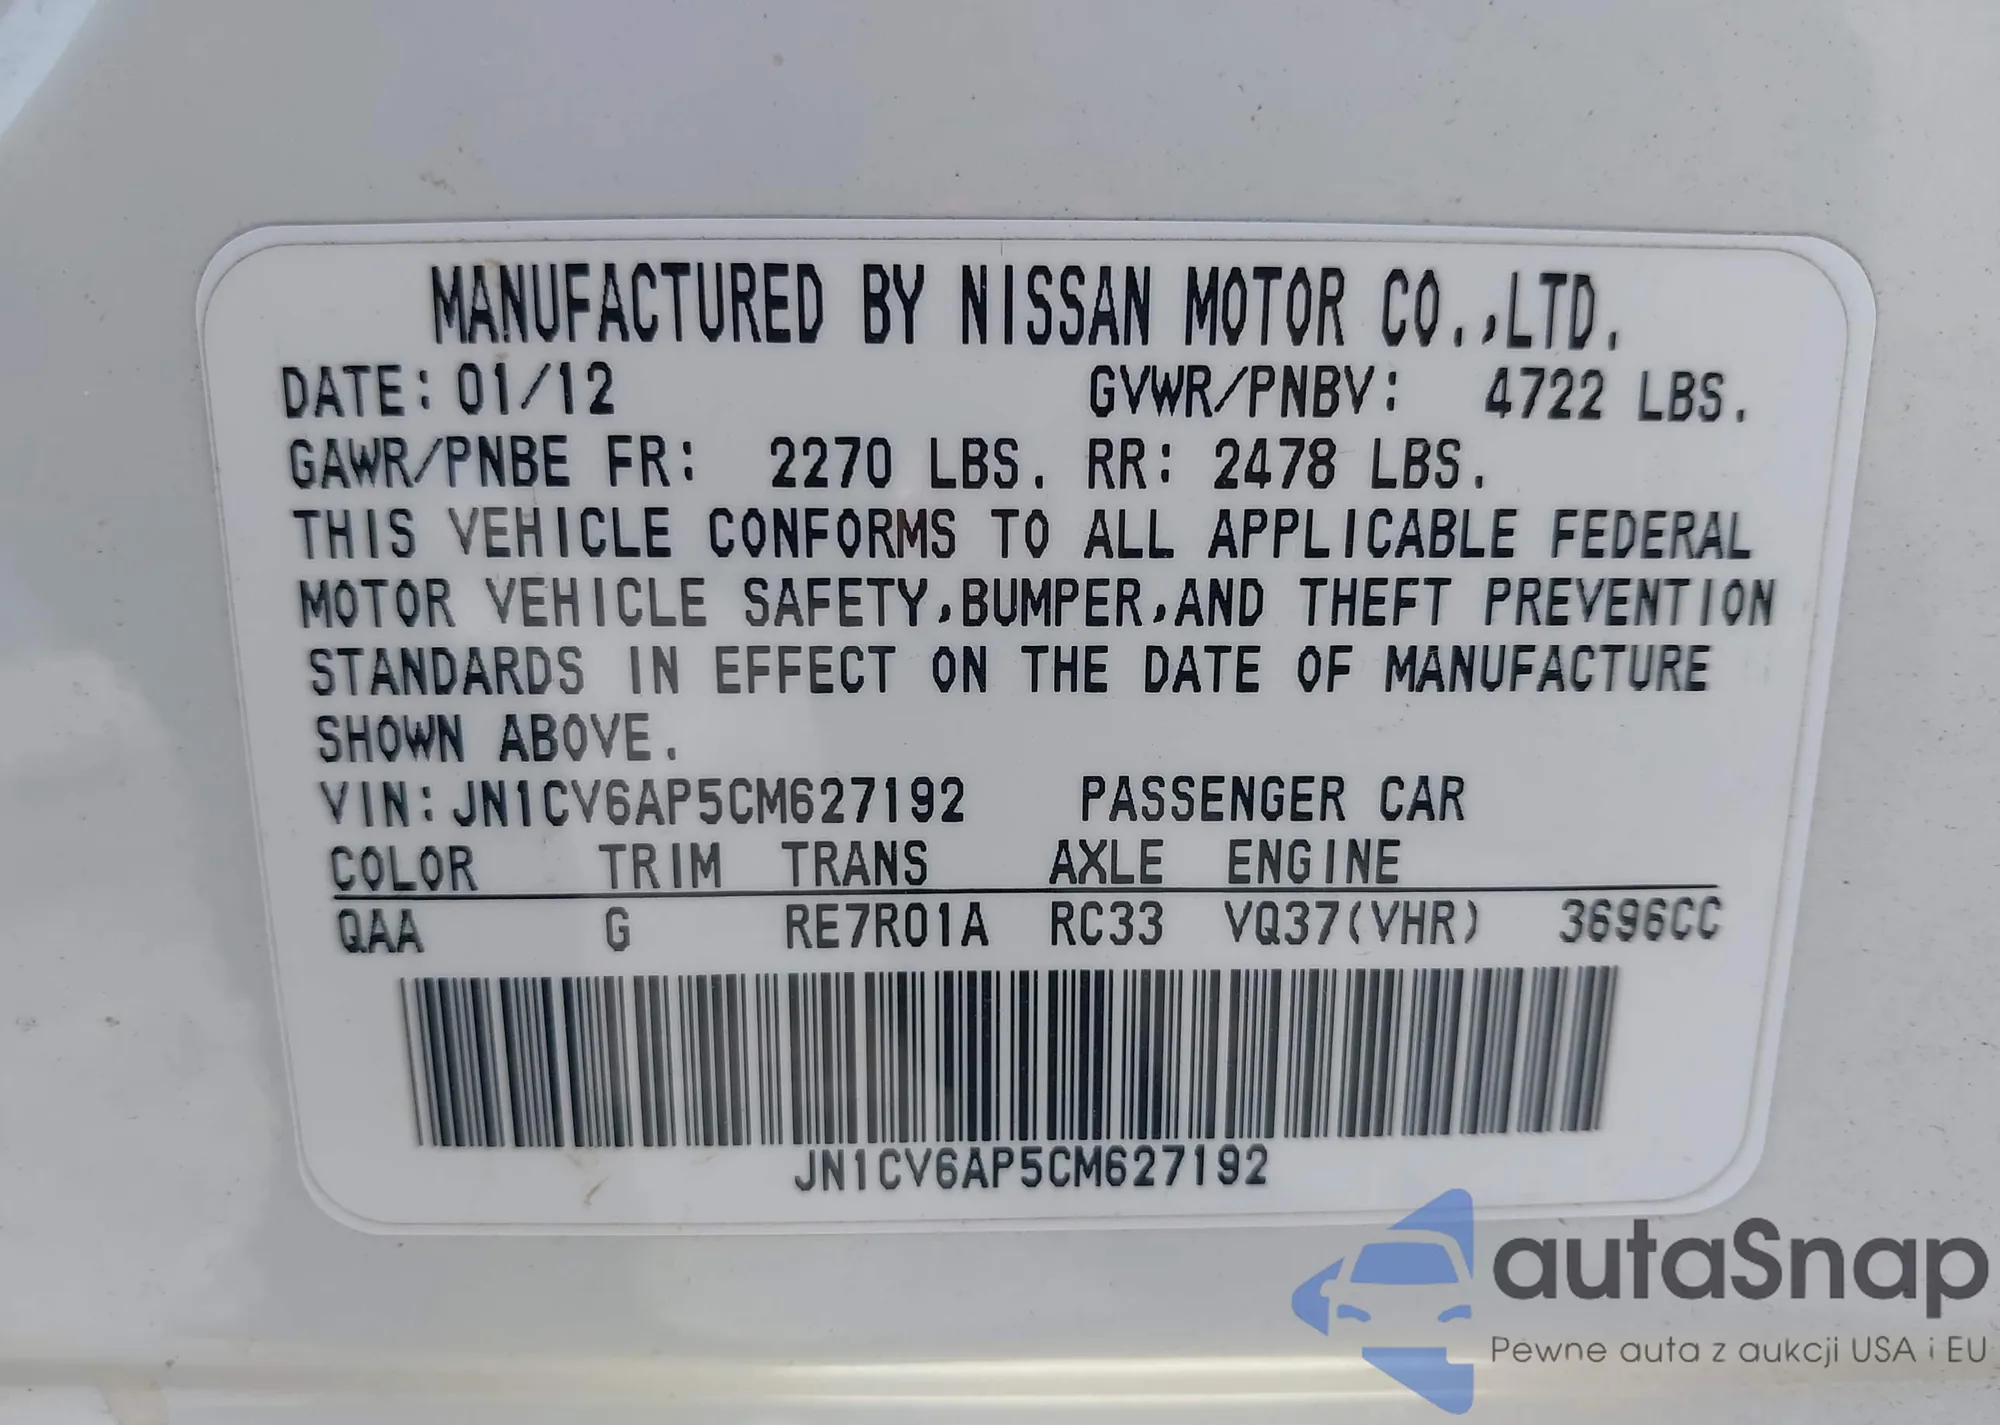 MANUFACTURED BY NISSAN MOTOR CO.,LTD.
DATE: 01/12 GVWR/PNBV: 4722 LBS.
GAWR/PNBE FR: 2270 LBS. RR: 2478 LBS.
THIS VEHICLE CONFORMS TO ALL APPLICABLE FEDERAL
MOTOR VEHICLE SAFETY,BUMPER,AND THEFT PREVENTION
STANDARDS IN EFFECT ON THE DATE OF MANUFACTURE
SHOWN ABOVE.
VIN:JN1CV6AP5CM627192 PASSENGER CAR
COLOR TRIM TRANS AXLE ENGINE
QAA G RE7R01A RC33 VQ37(VHR) 3696CC
JN1CV6AP5CM627192
autaSnap
Pewne auta z aukcji USA i EU